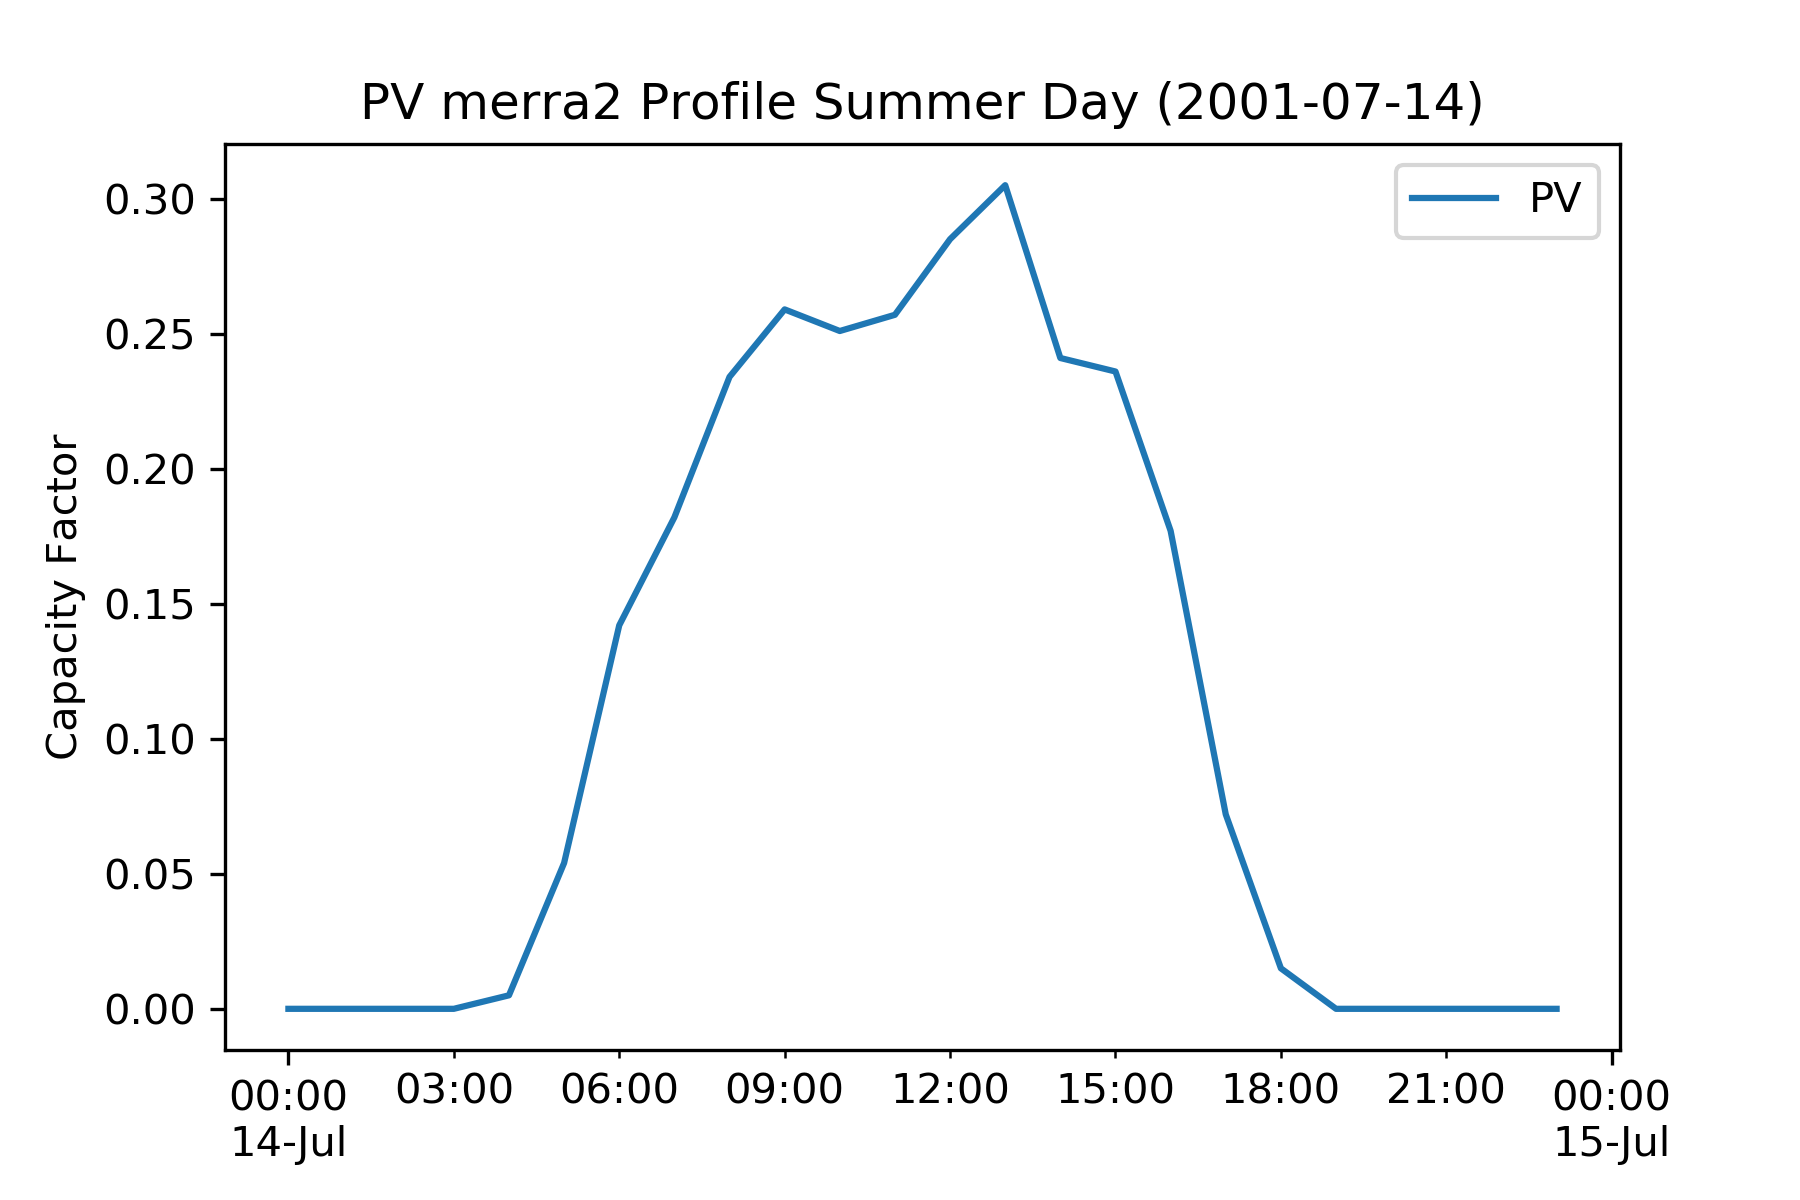 PV merra2 Profile Summer Day (2001-07-14)
PV
Capacity Factor
0.30
0.25
0.20
0.15
0.10
0.05
0.00
00:00 03:00 06:00 09:00 12:00 15:00 18:00 21:00 00:00
14-Jul 15-Jul